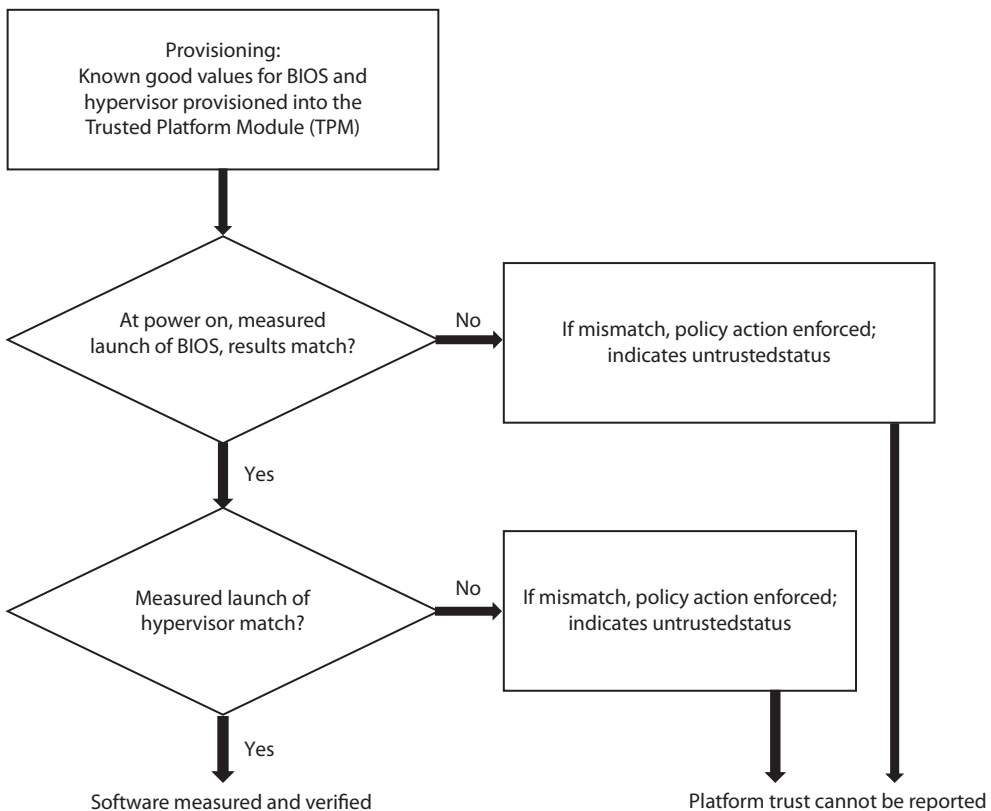 Provisioning:
Known good values for BIOS and
hypervisor provisioned into the
Trusted Platform Module (TPM)
At power on, measured
launch of BIOS, results match?
No
If mismatch, policy action enforced;
indicates untrustedstatus
Yes
Measured launch of
hypervisor match?
No
If mismatch, policy action enforced;
indicates untrustedstatus
Yes
Software measured and verified
Platform trust cannot be reported